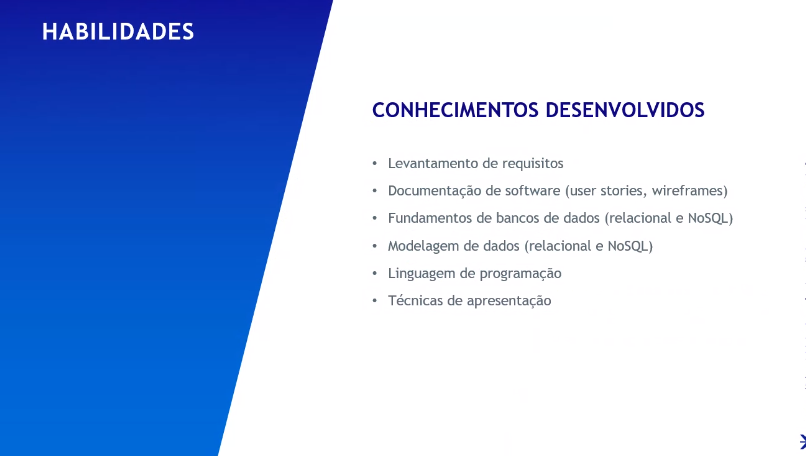 HABILIDADES
CONHECIMENTOS DESENVOLVIDOS
• Levantamento de requisitos
• Documentação de software (user stories, wireframes)
• Fundamentos de bancos de dados (relacional e NoSQL)
• Modelagem de dados (relacional e NoSQL)
• Linguagem de programação
• Técnicas de apresentação